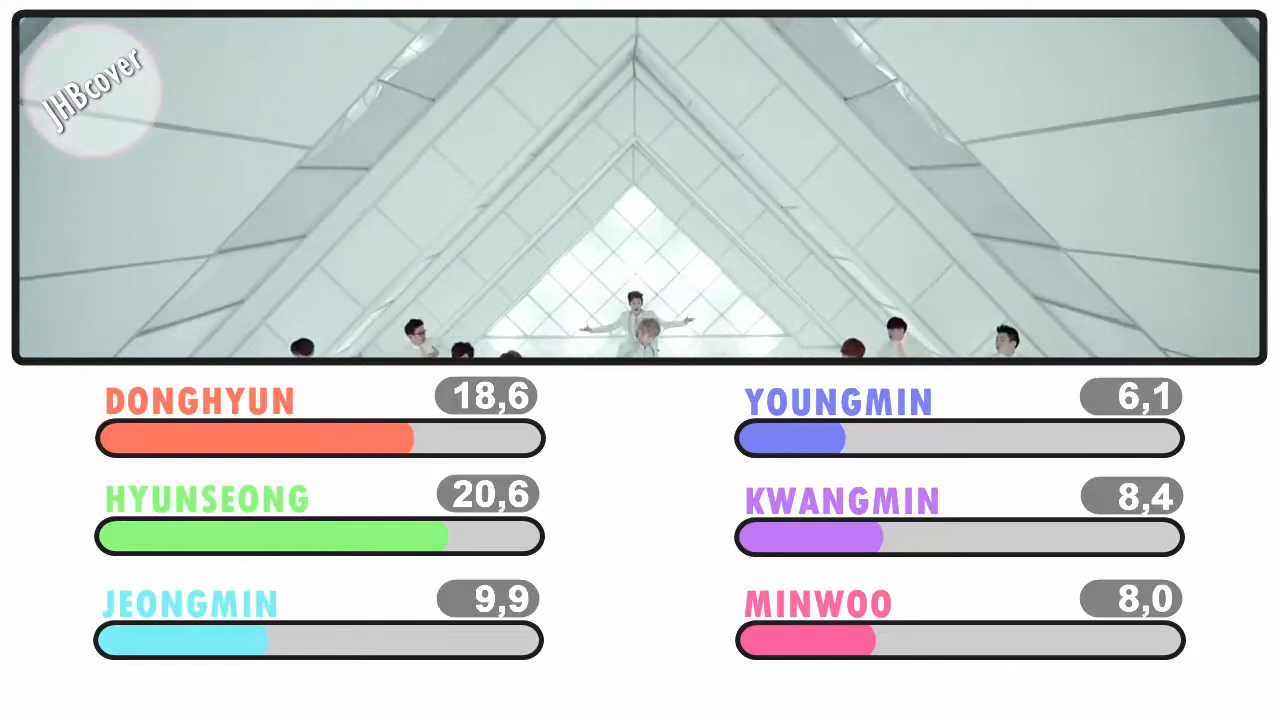 JHBcover
DONGHYUN 18,6
YOUNGMIN 6,1
HYUNSEONG 20,6
KWANGMIN 8,4
JEONGMIN 9,9
MINWOO 8,0